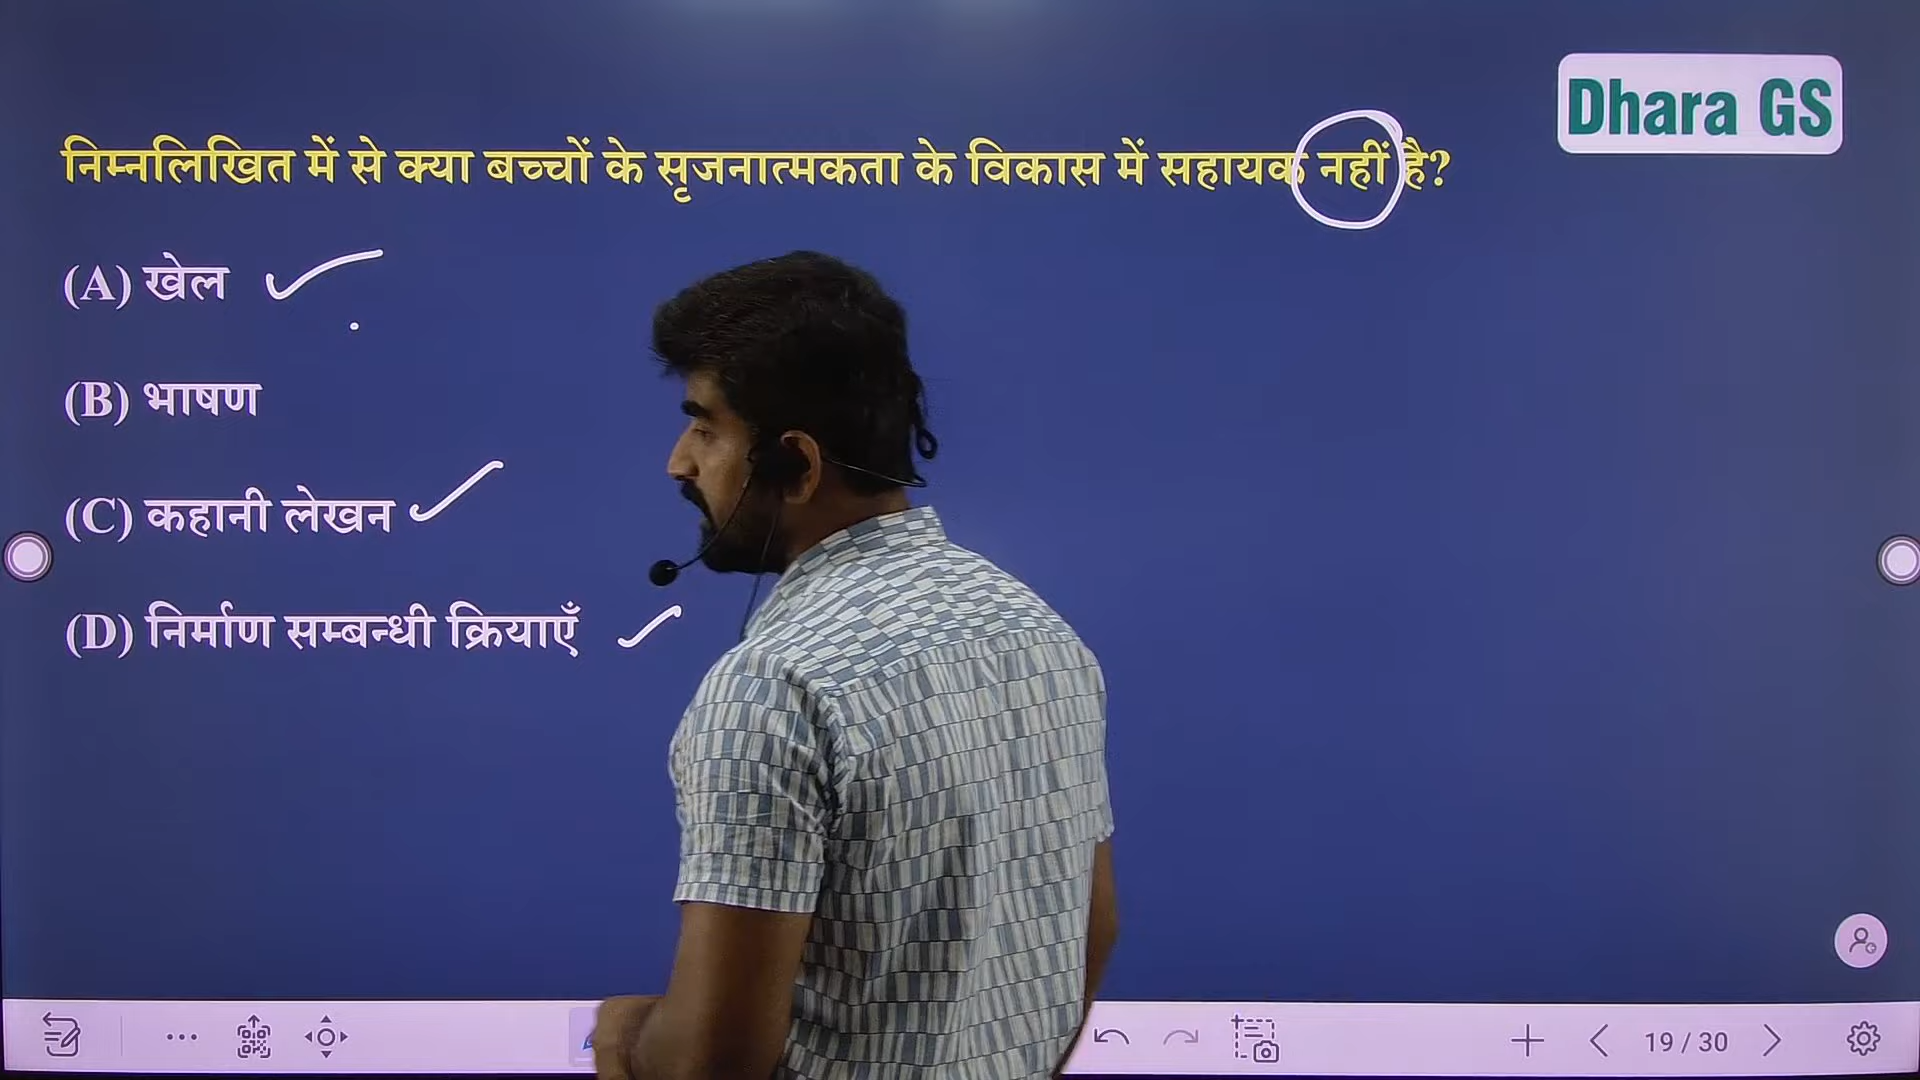 Dhara GS
निम्नलिखित में से क्या बच्चों के सृजनात्मकता के विकास में सहायक नहीं है?
(A) खेल
(B) भाषण
(C) कहानी लेखन
(D) निर्माण सम्बन्धी क्रियाएँ
19 / 30